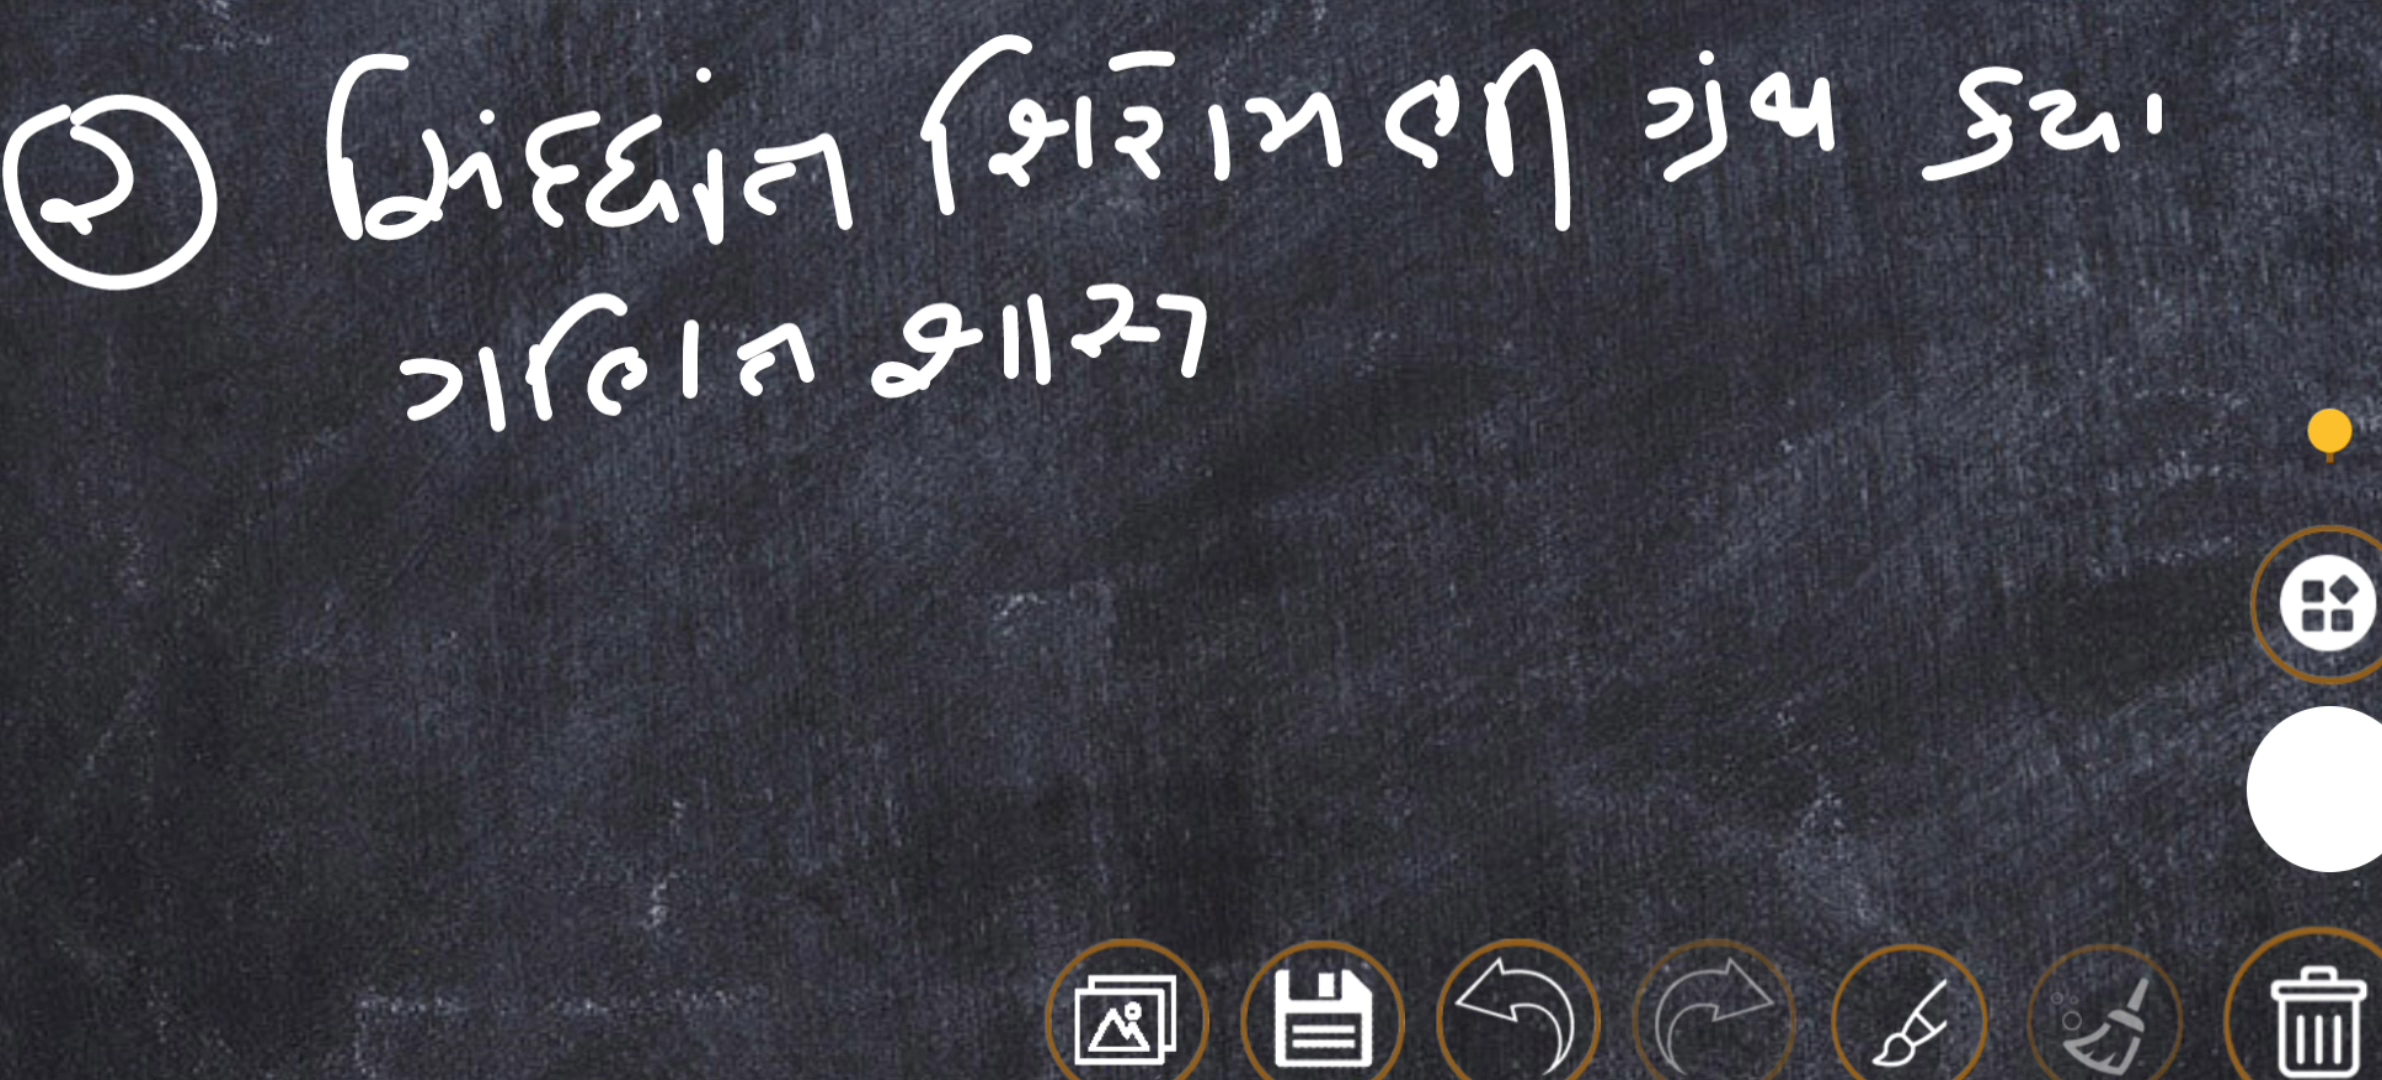 ૨ સિંદ્ધાંત શિરોમણી ગ્રંથ કયા
ગણિત શાસ્ત્ર